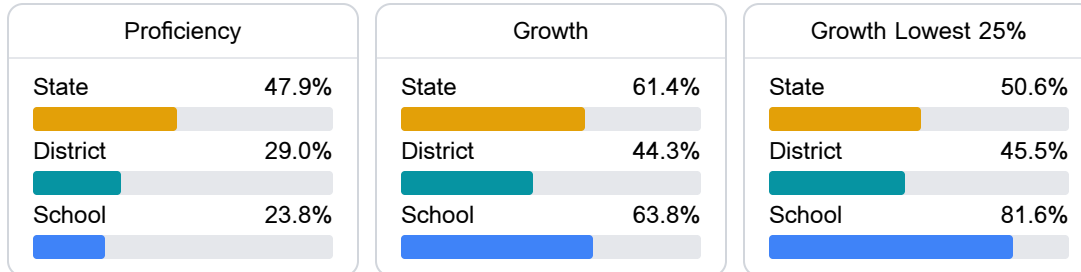 Proficiency
State 47.9%
District 29.0%
School 23.8%
Growth
State 61.4%
District 44.3%
School 63.8%
Growth Lowest 25%
State 50.6%
District 45.5%
School 81.6%